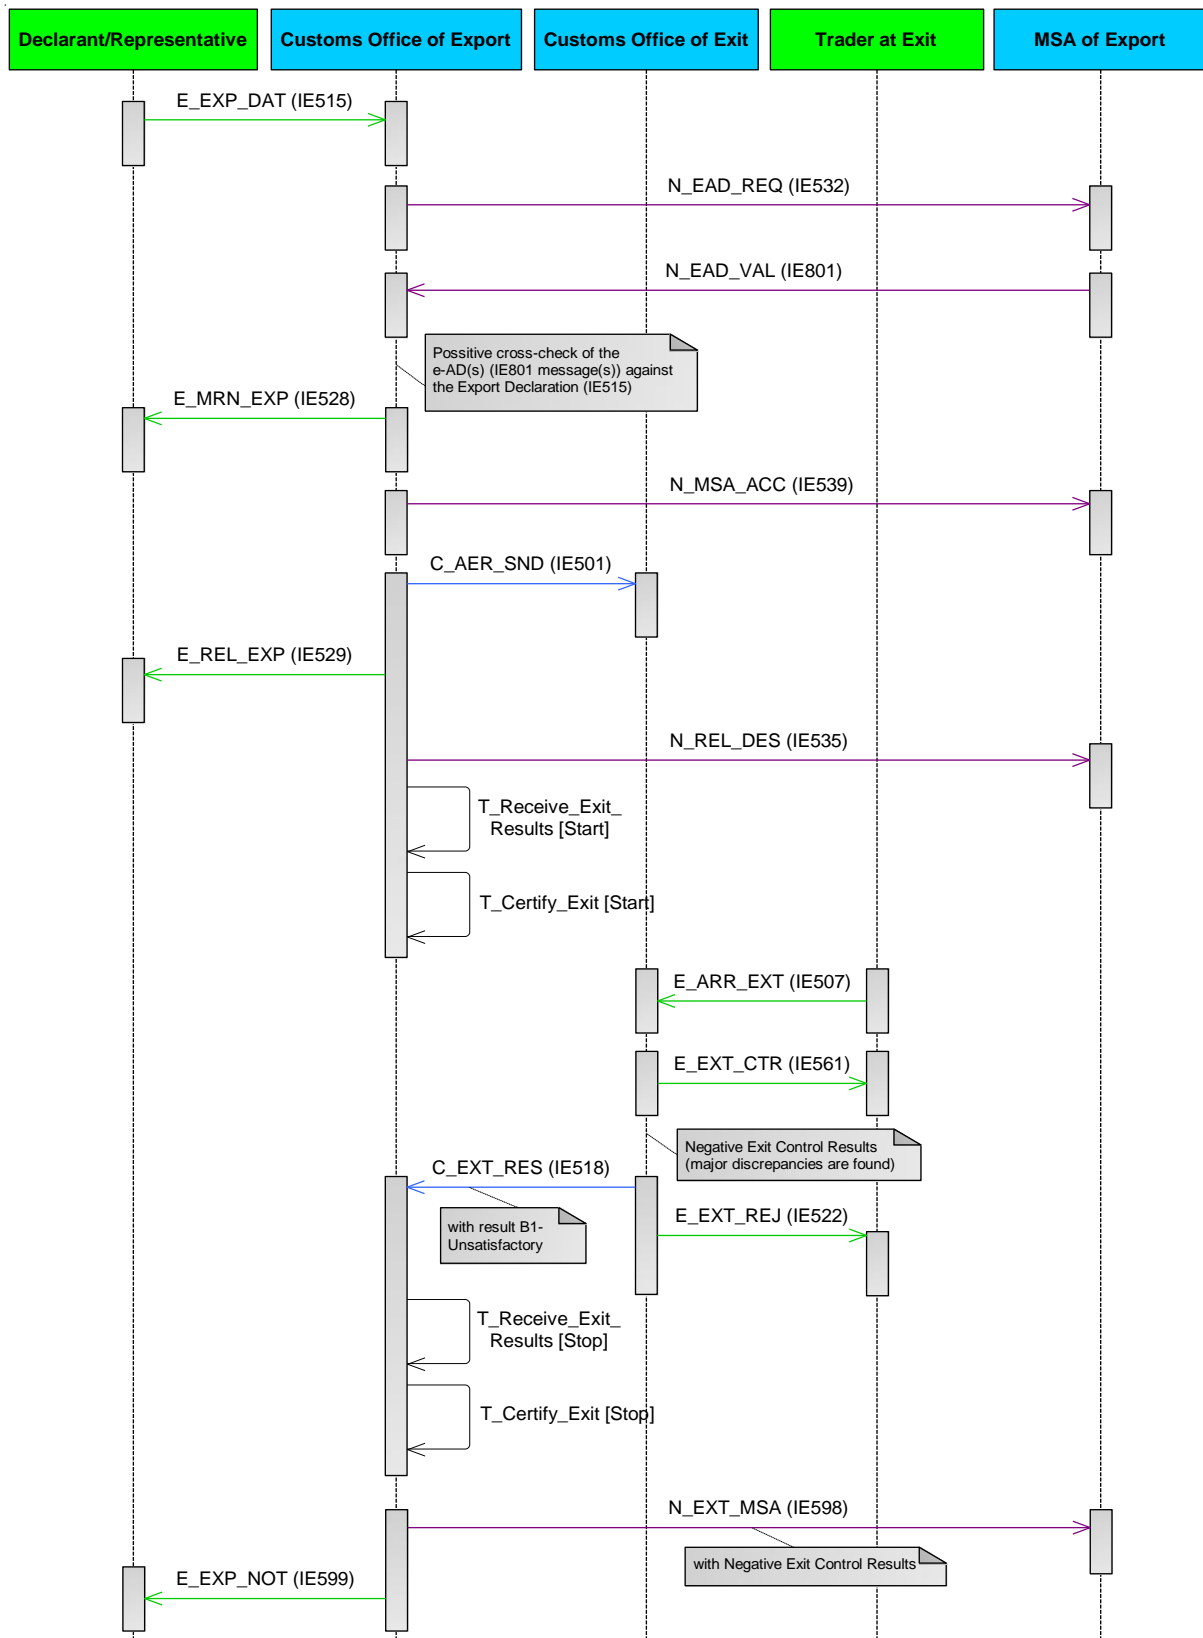 Declarant/Representative
Customs Office of Export
Customs Office of Exit
Trader at Exit
MSA of Export
E_EXP_DAT (IE515)
N_EAD_REQ (IE532)
N_EAD_VAL (IE801)
Possitive cross-check of the
e-AD(s) (IE801 message(s)) against
the Export Declaration (IE515)
E_MRN_EXP (IE528)
N_MSA_ACC (IE539)
C_AER_SND (IE501)
E_REL_EXP (IE529)
N_REL_DES (IE535)
T_Receive_Exit_
Results [Start]
T_Certify_Exit [Start]
E_ARR_EXT (IE507)
E_EXT_CTR (IE561)
Negative Exit Control Results
(major discrepancies are found)
C_EXT_RES (IE518)
with result B1-
Unsatisfactory
E_EXT_REJ (IE522)
T_Receive_Exit_
Results [Stop]
T_Certify_Exit [Stop]
N_EXT_MSA (IE598)
with Negative Exit Control Results
E_EXP_NOT (IE599)